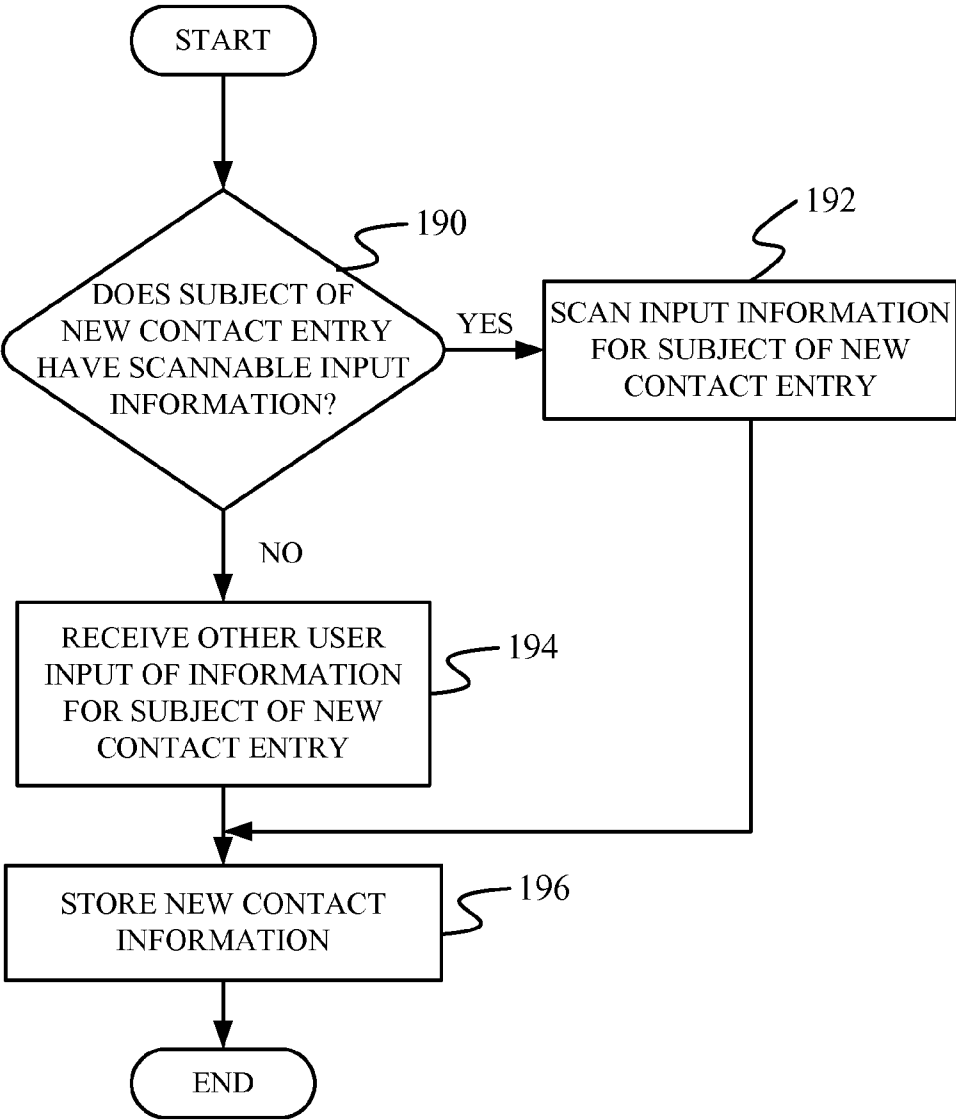 START
190
DOES SUBJECT OF
NEW CONTACT ENTRY
HAVE SCANNABLE INPUT
INFORMATION?
YES
192
SCAN INPUT INFORMATION
FOR SUBJECT OF NEW
CONTACT ENTRY
NO
RECEIVE OTHER USER
INPUT OF INFORMATION
FOR SUBJECT OF NEW
CONTACT ENTRY
194
STORE NEW CONTACT
INFORMATION
196
END